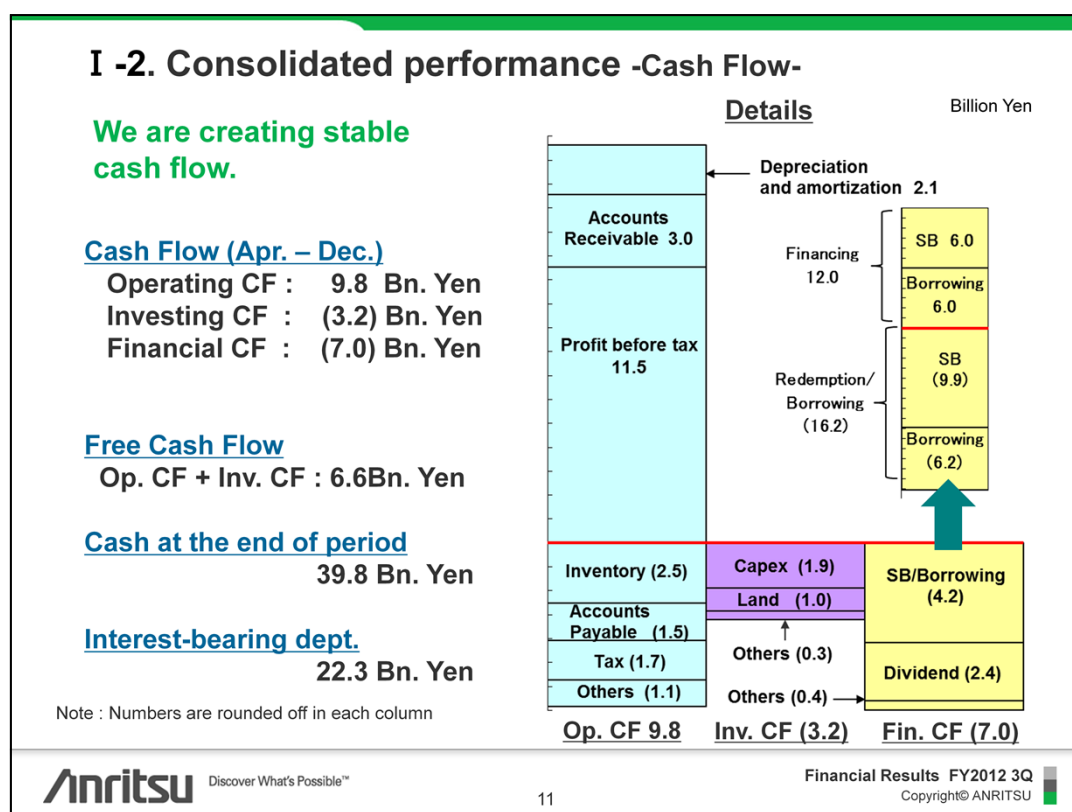 Ⅰ -2. Consolidated performance -Cash Flow-
We are creating stable
cash flow.
Cash Flow (Apr. – Dec.)
Operating CF : 9.8 Bn. Yen
Investing CF : (3.2) Bn. Yen
Financial CF : (7.0) Bn. Yen
Free Cash Flow
Op. CF + Inv. CF : 6.6Bn. Yen
Cash at the end of period
39.8 Bn. Yen
Interest-bearing dept.
22.3 Bn. Yen
Note : Numbers are rounded off in each column
Details
Billion Yen
Depreciation
and amortization 2.1
Accounts
Receivable 3.0
Profit before tax
11.5
Inventory (2.5)
Accounts
Payable (1.5)
Tax (1.7)
Others (1.1)
Op. CF 9.8
Capex (1.9)
Land (1.0)
Others (0.3)
Inv. CF (3.2)
Financing
12.0
SB 6.0
Borrowing
6.0
Redemption/
Borrowing
(16.2)
SB
(9.9)
Borrowing
(6.2)
SB/Borrowing
(4.2)
Dividend (2.4)
Others (0.4)
Fin. CF (7.0)
Anritsu Discover What's Possible™
11
Financial Results FY2012 3Q
Copyright© ANRITSU